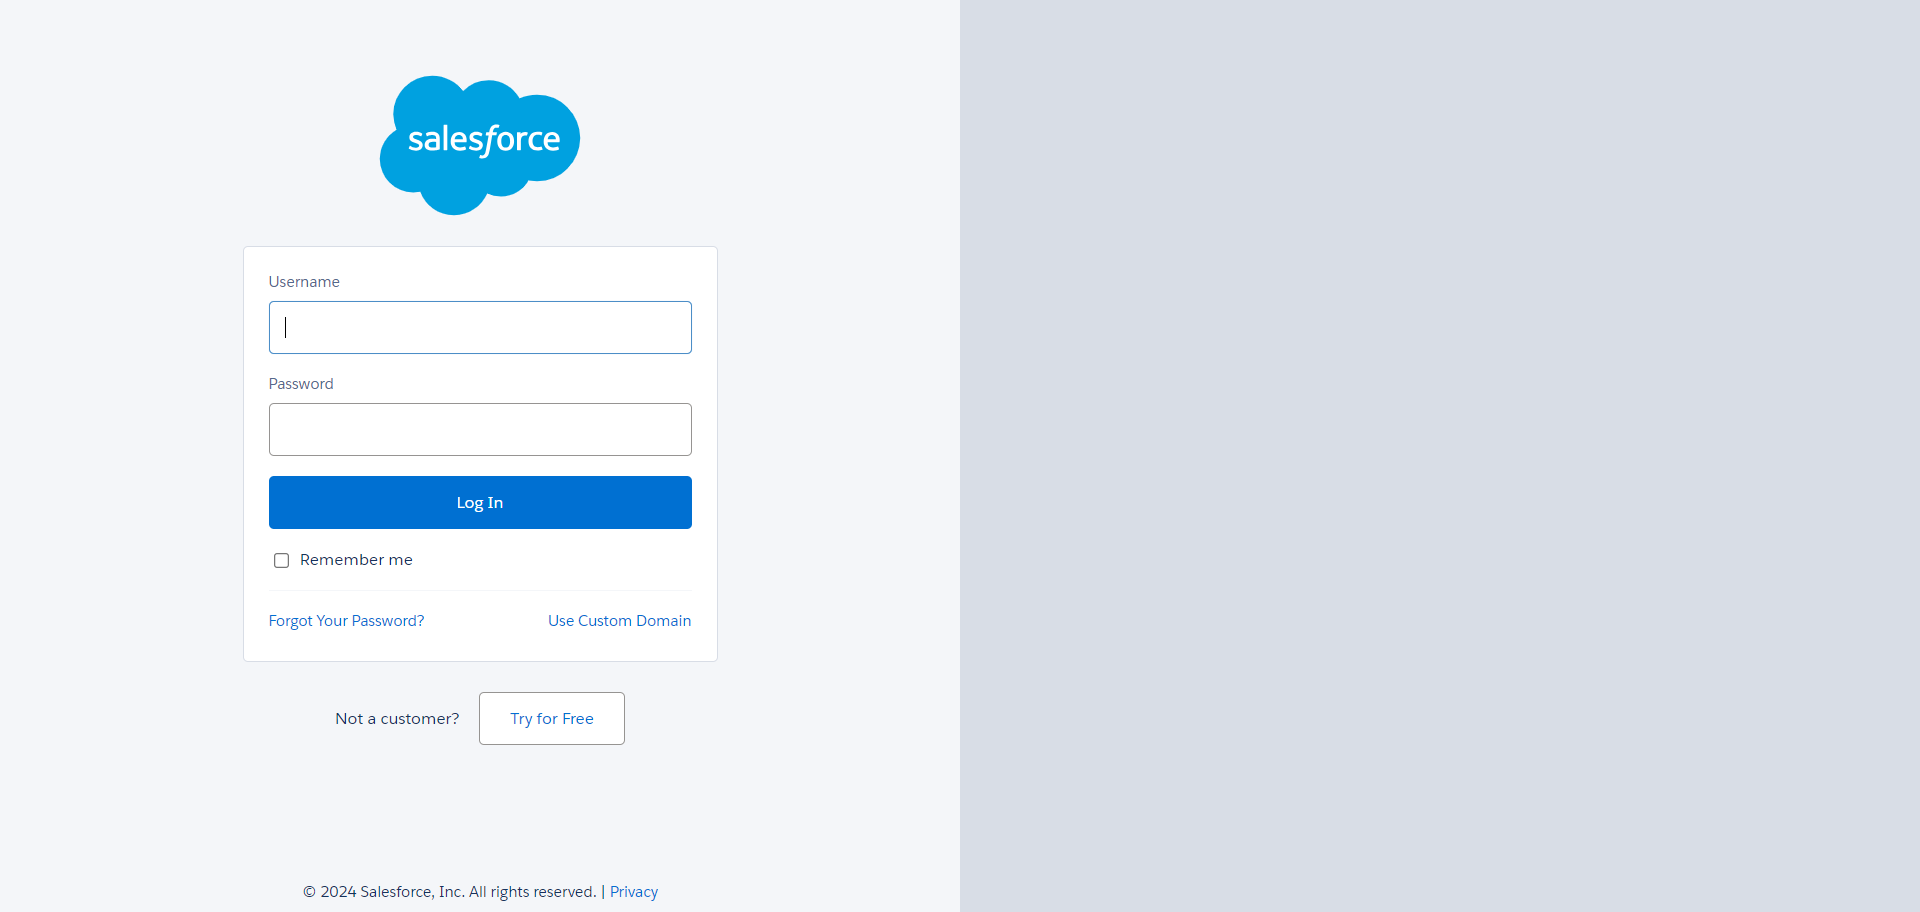 salesforce
Username
Password
Log In
Remember me
Forgot Your Password? Use Custom Domain
Not a customer? Try for Free
© 2024 Salesforce, Inc. All rights reserved. | Privacy